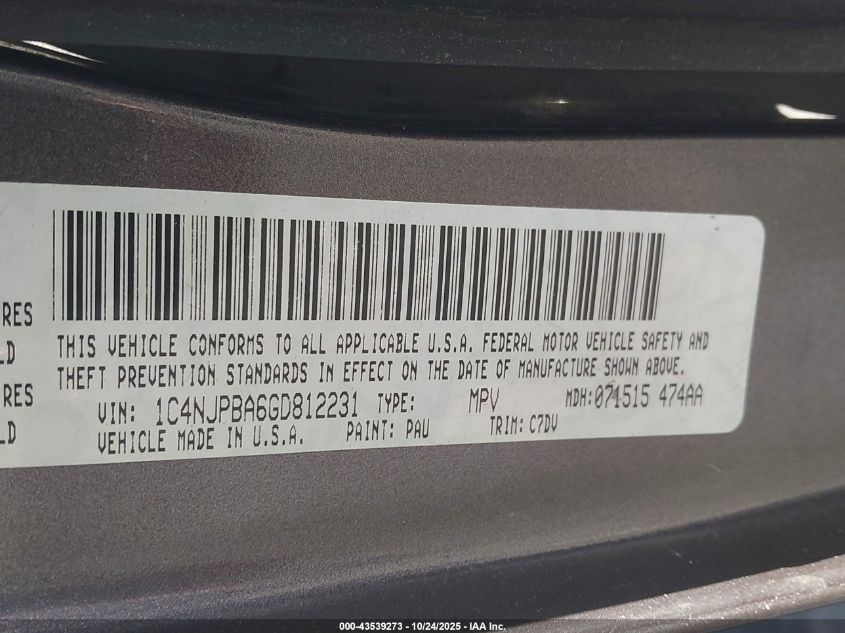 RES
LD
RES
LD
THIS VEHICLE CONFORMS TO ALL APPLICABLE U.S.A. FEDERAL MOTOR VEHICLE SAFETY AND
THEFT PREVENTION STANDARDS IN EFFECT ON THE DATE OF MANUFACTURE SHOWN ABOVE.
VIN: 1C4NJPBA6GD812231 TYPE: MPV MDH:071515 474AA
VEHICLE MADE IN U.S.A. PAINT: PAU TRIM: C7DV
000-43539273 - 10/24/2025 - IAA Inc.